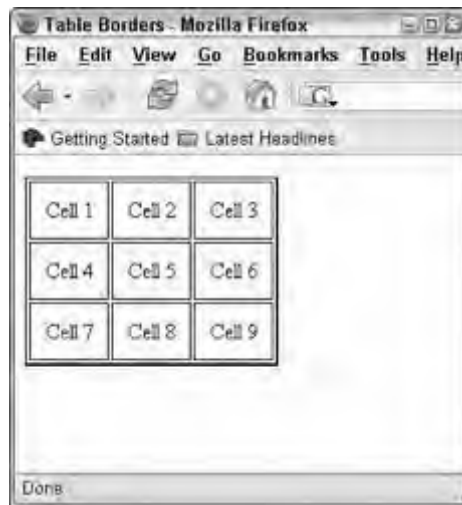 Table Borders - Mozilla Firefox
File Edit View Go Bookmarks Tools Help
G
Getting Started Latest Headlines
Cell 1 Cell 2 Cell 3
Cell 4 Cell 5 Cell 6
Cell 7 Cell 8 Cell 9
Done